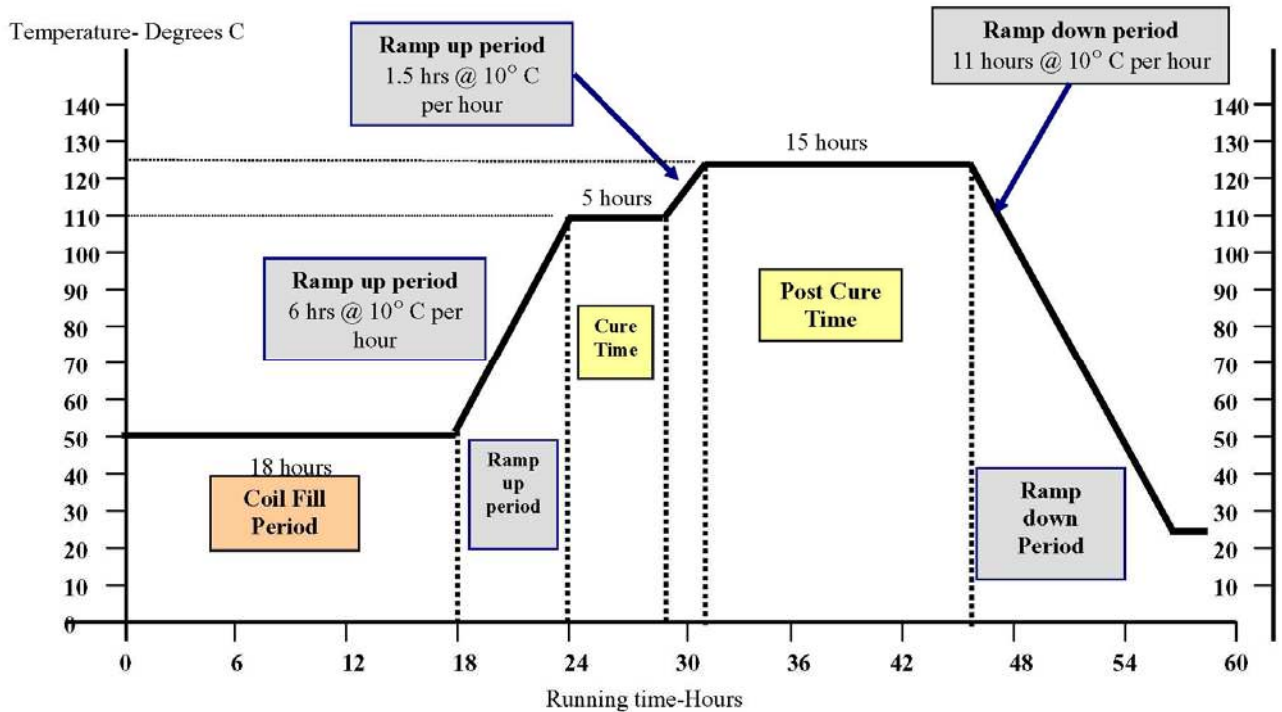 Temperature- Degrees C
Ramp up period
1.5 hrs @ 10° C
per hour
Ramp down period
11 hours @ 10° C per hour
140
130
120
110
100
90
80
70
60
50
40
30
20
10
0
15 hours
5 hours
Ramp up period
6 hrs @ 10° C per
hour
Cure
Time
Post Cure
Time
18 hours
Coil Fill
Period
Ramp
up
period
Ramp
down
Period
140
130
120
110
100
90
80
70
60
50
40
30
20
10
0 6 12 18 24 30 36 42 48 54 60
Running time-Hours